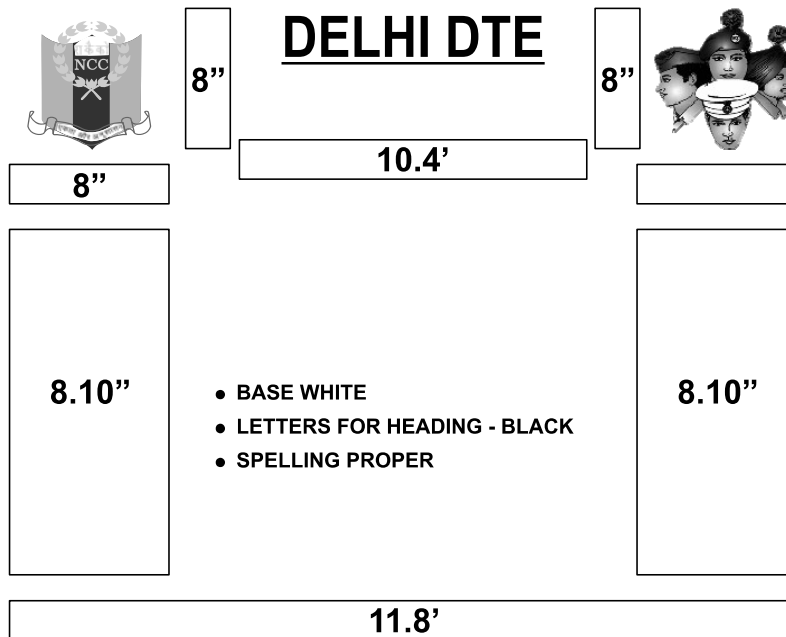 DELHI DTE
NCC
8”
8”
10.4’
8”
8.10”
8.10”
● BASE WHITE
● LETTERS FOR HEADING - BLACK
● SPELLING PROPER
11.8’